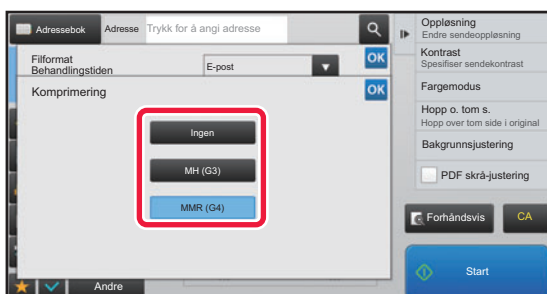 Adressebok
Adresse
Trykk for å angi adresse
Filformat
Behandlingstiden
E-post
OK
Komprimering
OK
Ingen
MH (G3)
MMR (G4)
Andre
Oppløsning
Endre sendeoppløsning
Kontrast
Spesifiser sendekontrast
Fargemodus
Hopp o. tom s.
Hopp over tom side i original
Bakgrunnsjustering
PDF skrå-justering
Forhåndsvis
CA
Start